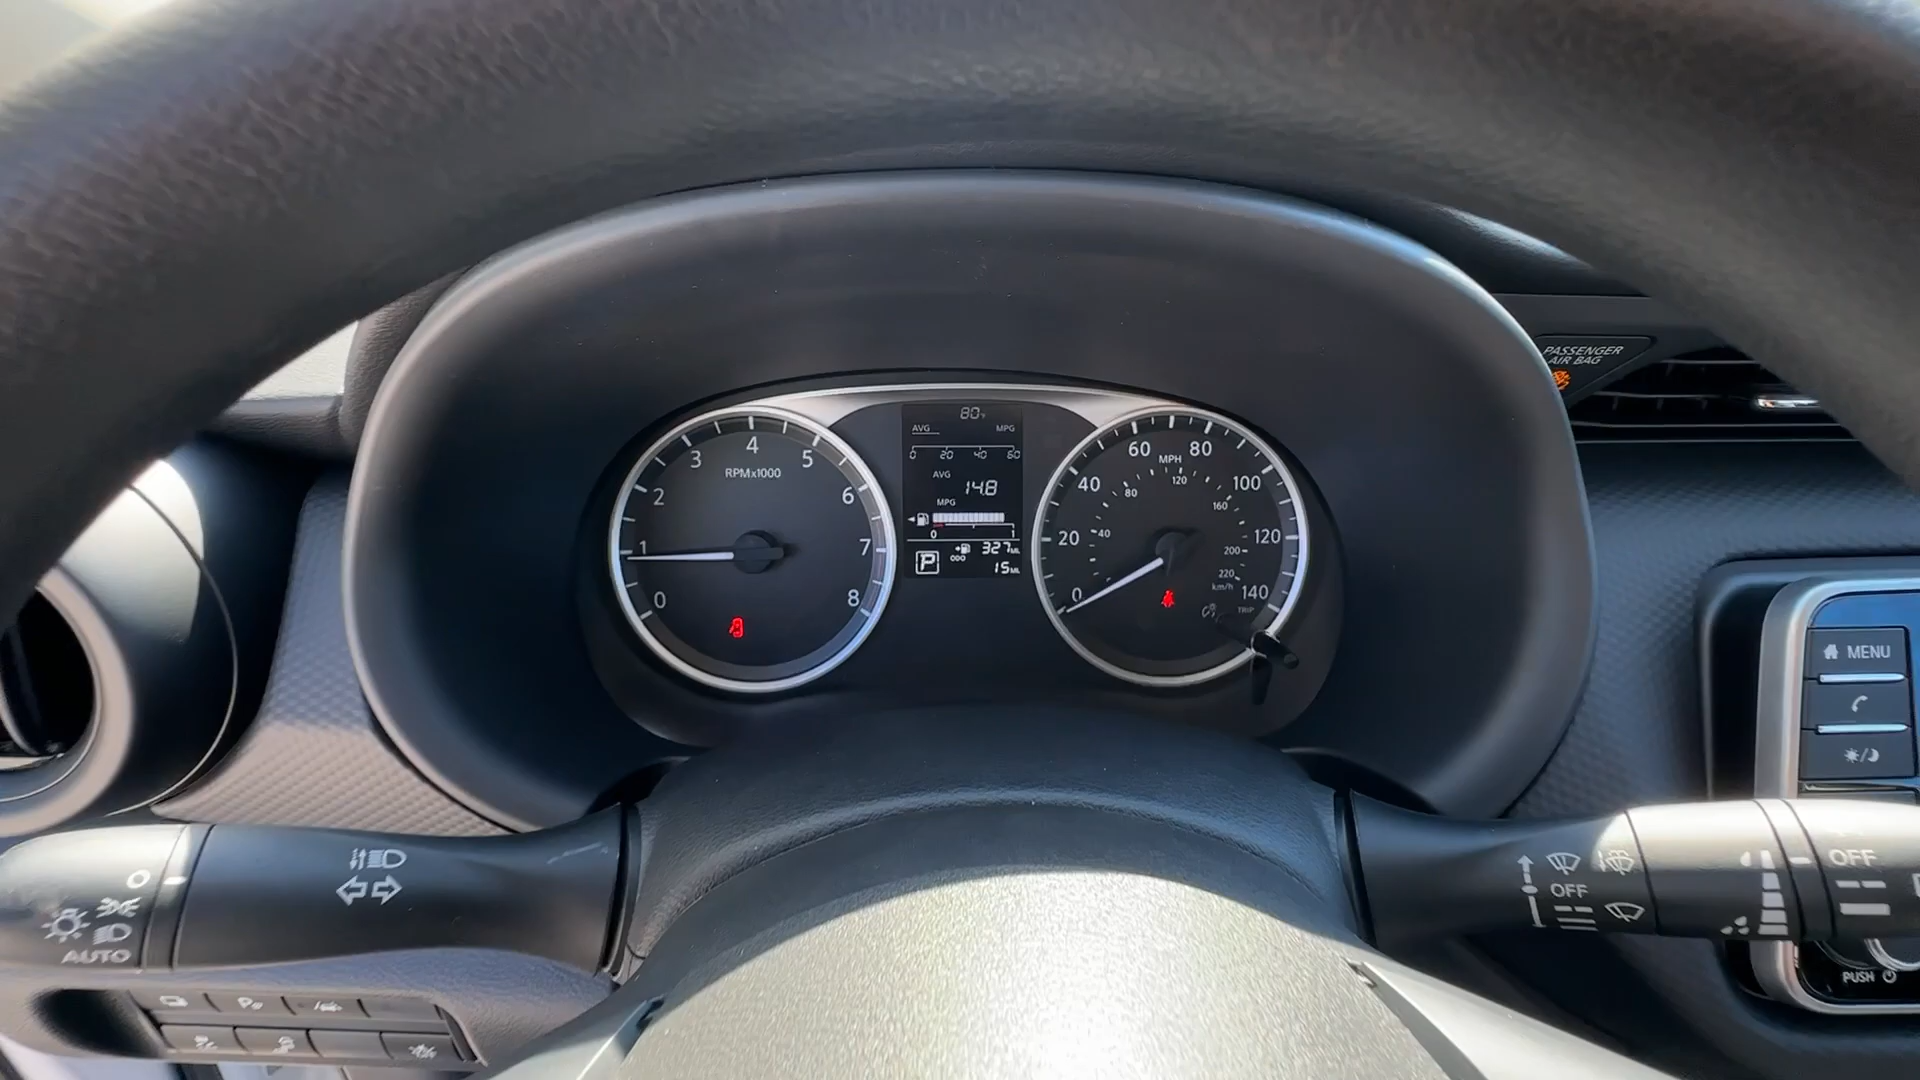 PASSENGER
AIR BAG
80°F
AVG MPG
0 20 40 60
AVG
14.8
MPG
0 1
P
327 MI
ODO
15 MI
0 1 2 3 4 5 6 7 8
RPMx1000
0 20 40 60 80 100 120 140
MPH
40 80 120 160 200 220
km/h
TRIP
MENU
AUTO
OFF
OFF
PUSH